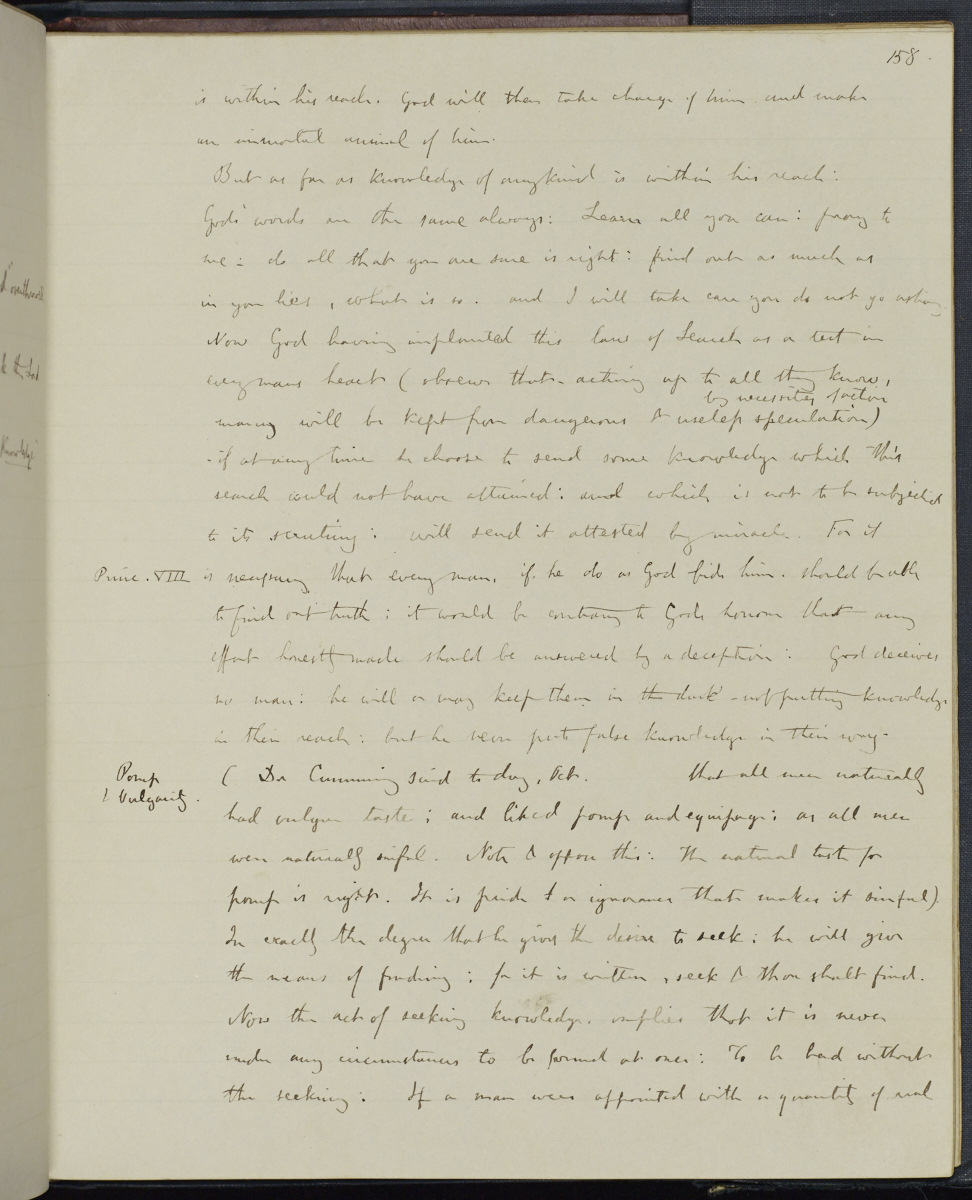 158.
is within his reach. God will then take charge of him and make
an immortal animal of him.
But as far as knowledge of any kind is within his reach:
Gods' words are the same always: Learn all you can: pray to
me: do all that you are sure is right: find out as much as
in you lies, what is so. and I will take care you do not go astray
Now God having implanted this law of Search as a test in
every mans heart (observe that acting up to all they know,
by necessities of action
many will be kept from dangerous & useless speculation)
- if at any time he choose to send some knowledge which this
search could not have attained: and which is not to be subjected
to its scrutiny: will send it attested by miracle. For it
Princ. VIII is necessary that every man, if he do as God bids him. should be able
to find out truth: it would be contrary to Gods honour that any
effort honestly made should be answered by a deception: God deceives
no man: he will or may keep them in the dark - not putting knowledge
in their reach: but he never puts false knowledge in their way-
Pomp
! Vulgarity.
( Dr Cumming said to day, Feb. that all men naturally
had vulgar taste; and liked pomp and equipage: as all men
were naturally sinful. Note & oppose this: The natural taste for
pomp is right. It is pride or ignorance that makes it sinful)
In exactly the degree that he gives the desire to seek: he will give
the means of finding: for it is written, seek & thou shalt find.
Now the act of seeking knowledge. implies that it is never
under any circumstances to be found at once: To be had without
the seeking: If a man were appointed with a quantity of real